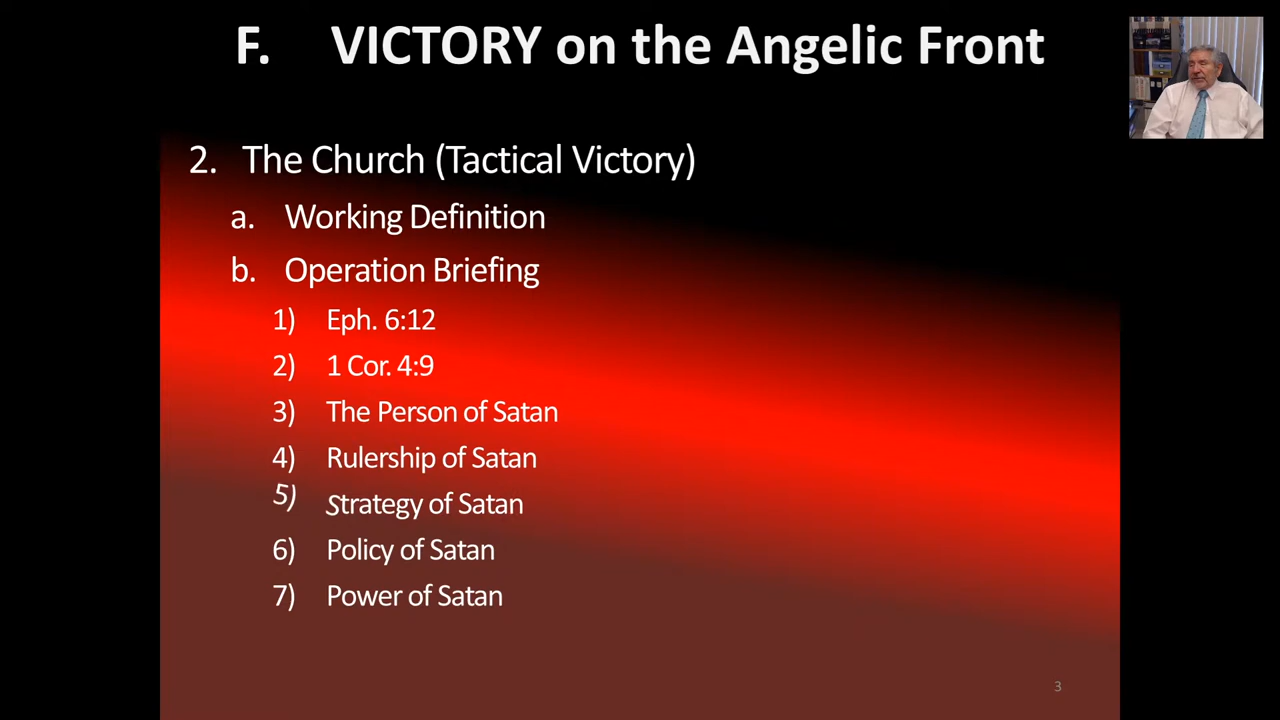 F. VICTORY on the Angelic Front
2. The Church (Tactical Victory)
a. Working Definition
b. Operation Briefing
1) Eph. 6:12
2) 1 Cor. 4:9
3) The Person of Satan
4) Rulership of Satan
5) Strategy of Satan
6) Policy of Satan
7) Power of Satan
3